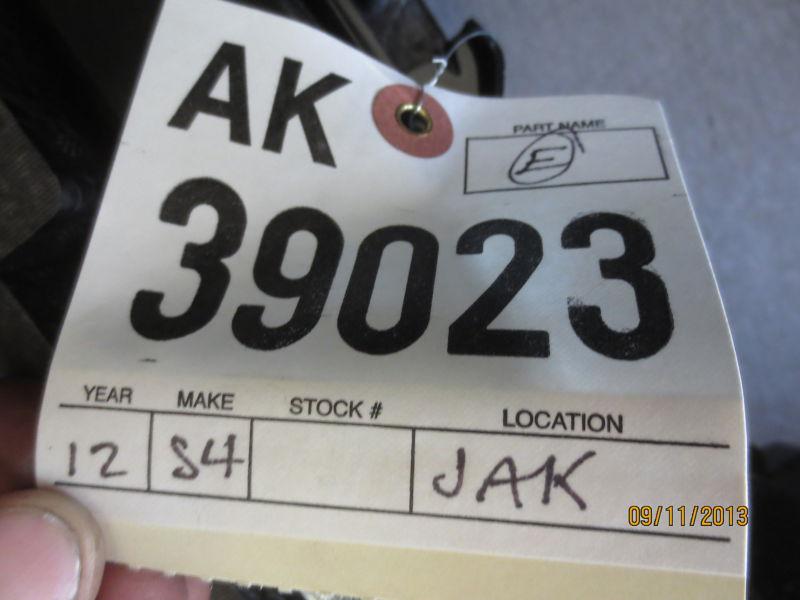 AK
PART NAME
E
39023
YEAR MAKE STOCK # LOCATION
12 S4 JAK
09/11/2013